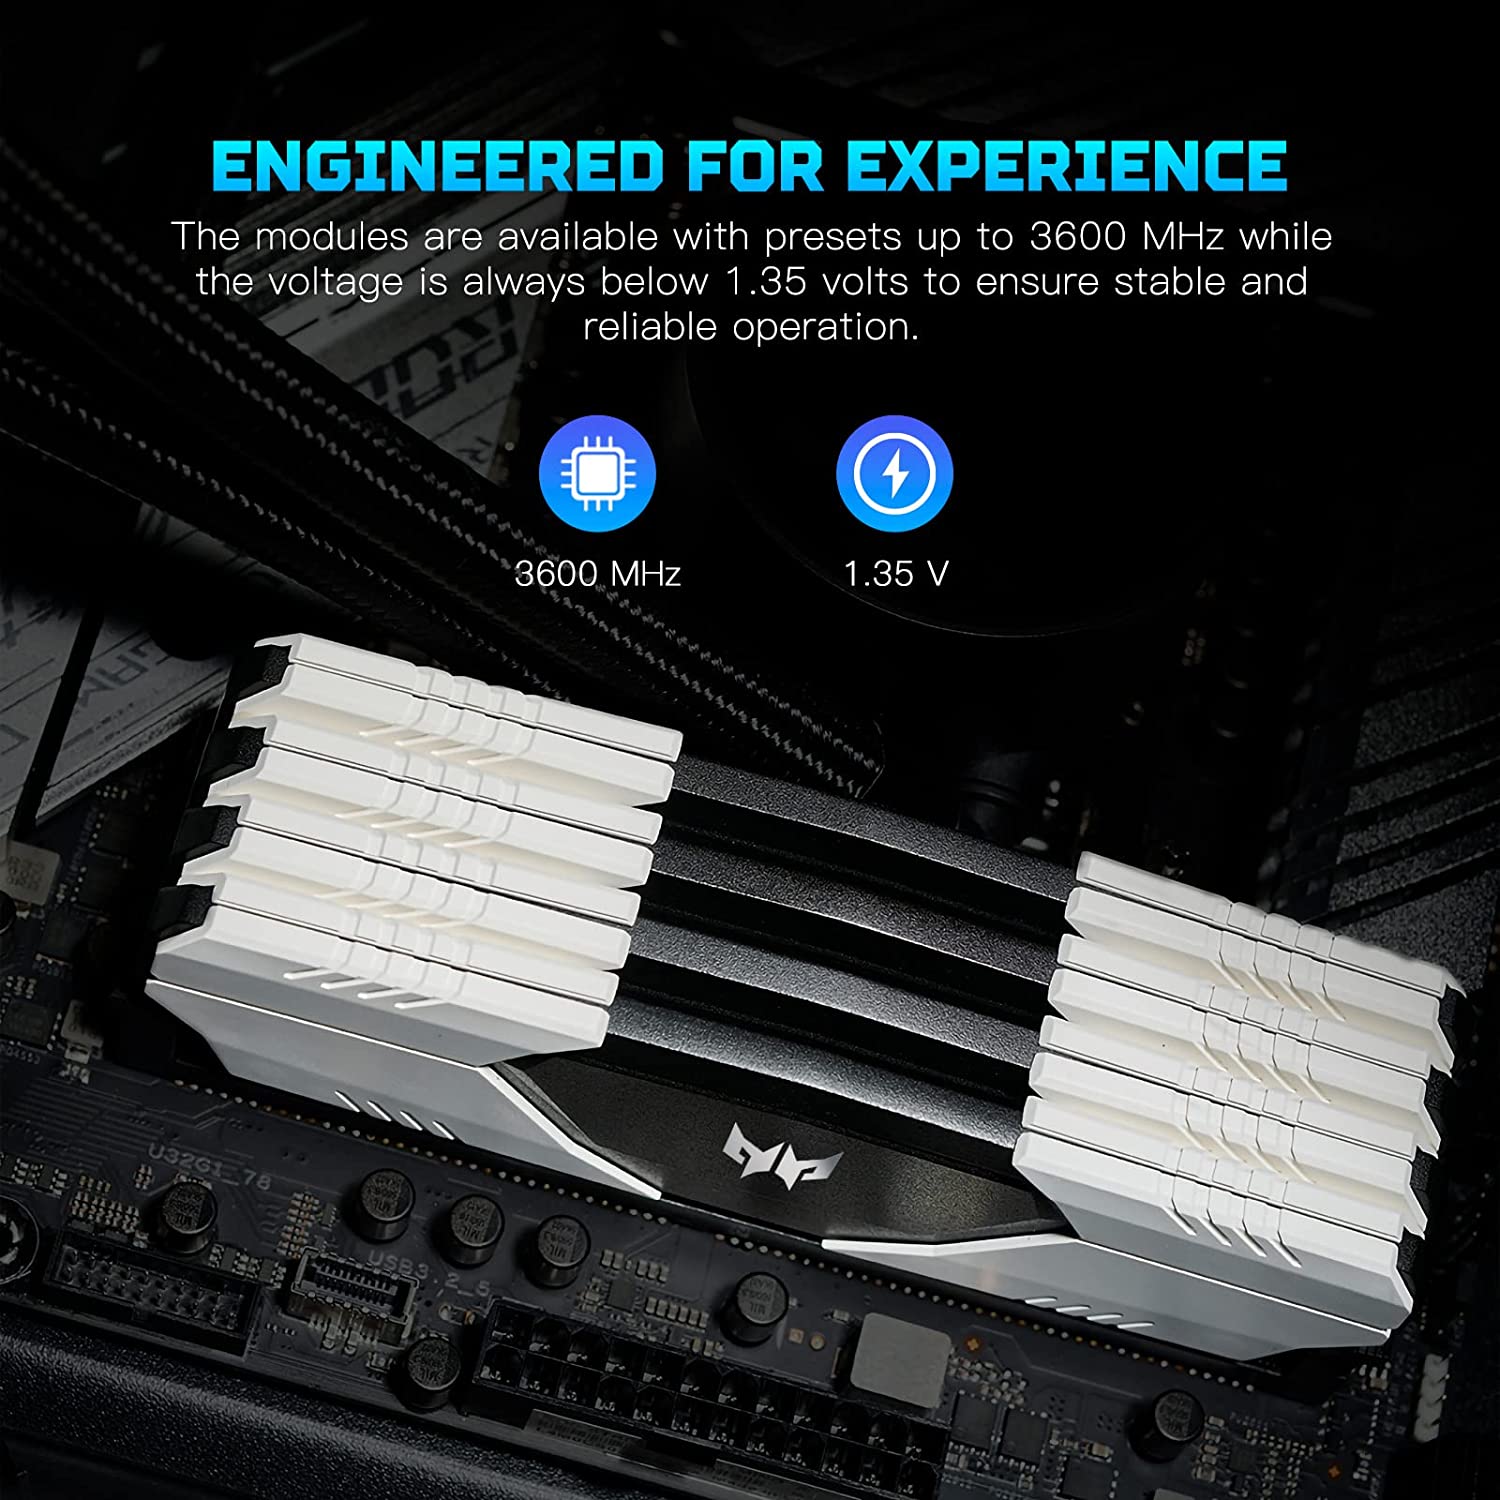 ENGINEERED FOR EXPERIENCE
The modules are available with presets up to 3600 MHz while
the voltage is always below 1.35 volts to ensure stable and
reliable operation.
3600 MHz
1.35 V
U32G1_78
USB3.2_5